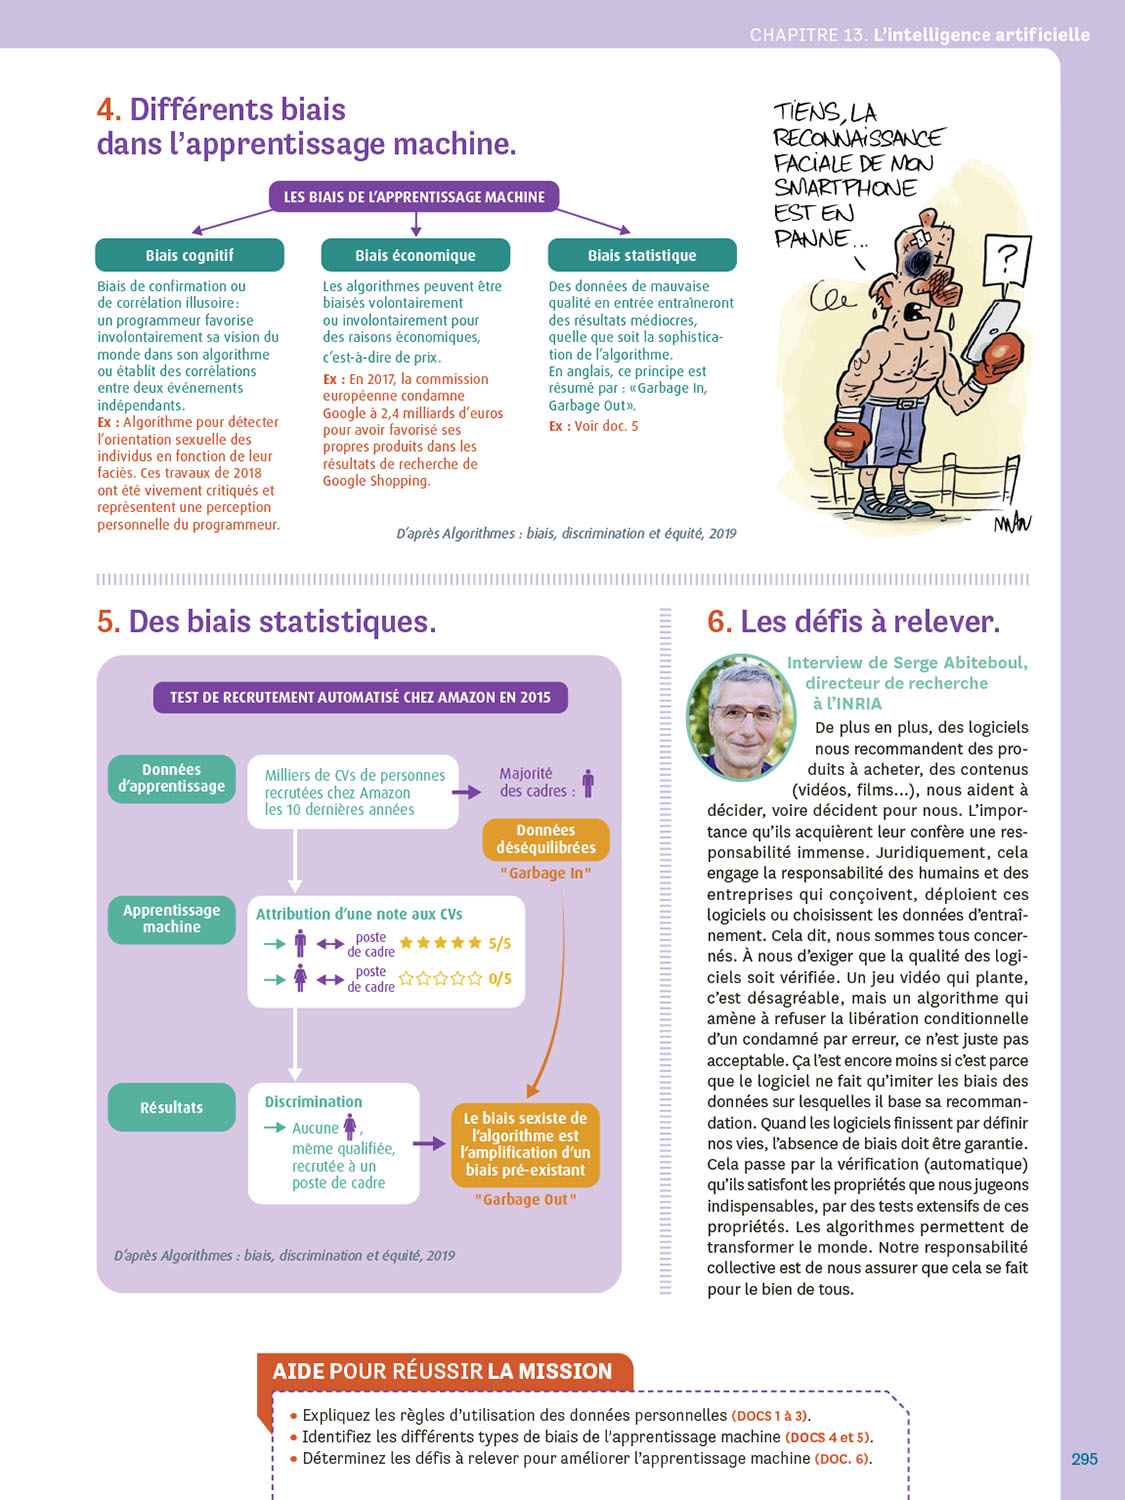 CHAPITRE 13. L'intelligence artificielle
4. Différents biais
dans l'apprentissage machine.
LES BIAIS DE L'APPRENTISSAGE MACHINE
Biais cognitif
Biais de confirmation ou
de corrélation illusoire :
un programmeur favorise
involontairement sa vision du
monde dans son algorithme
ou établit des corrélations
entre deux événements
indépendants.
Ex : Algorithme pour détecter
l'orientation sexuelle des
individus en fonction de leur
faciès. Ces travaux de 2018
ont été vivement critiqués et
représentent une perception
personnelle du programmeur.
Biais économique
Les algorithmes peuvent être
biaisés volontairement
ou involontairement pour
des raisons économiques,
c'est-à-dire de prix.
Ex : En 2017, la commission
européenne condamne
Google à 2,4 milliards d'euros
pour avoir favorisé ses
propres produits dans les
résultats de recherche de
Google Shopping.
Biais statistique
Des données de mauvaise
qualité en entrée entraîneront
des résultats médiocres,
quelle que soit la sophistica-
tion de l'algorithme.
En anglais, ce principe est
résumé par : «Garbage In,
Garbage Out».
Ex : Voir doc. 5
D'après Algorithmes : biais, discrimination et équité, 2019
TIENS, LA
RECONNAISSANCE
FACIALE DE MON
SMARTPHONE
EST EN
PANNE...
?
5. Des biais statistiques.
TEST DE RECRUTEMENT AUTOMATISÉ CHEZ AMAZON EN 2015
Données
d'apprentissage
Milliers de CVs de personnes
recrutées chez Amazon
les 10 dernières années
Majorité
des cadres :
Données
déséquilibrées
"Garbage In"
Apprentissage
machine
Attribution d'une note aux CVs
poste
de cadre
5/5
poste
de cadre
0/5
Résultats
Discrimination
Aucune ,
même qualifiée,
recrutée à un
poste de cadre
Le biais sexiste de
l'algorithme est
l'amplification d'un
biais pré-existant
"Garbage Out"
D'après Algorithmes : biais, discrimination et équité, 2019
6. Les défis à relever.
Interview de Serge Abiteboul,
directeur de recherche
à l'INRIA
De plus en plus, des logiciels
nous recommandent des pro-
duits à acheter, des contenus
(vidéos, films...), nous aident à
décider, voire décident pour nous. L'impor-
tance qu'ils acquièrent leur confère une res-
ponsabilité immense. Juridiquement, cela
engage la responsabilité des humains et des
entreprises qui conçoivent, déploient ces
logiciels ou choisissent les données d'entraî-
nement. Cela dit, nous sommes tous concer-
nés. À nous d'exiger que la qualité des logi-
ciels soit vérifiée. Un jeu vidéo qui plante,
c'est désagréable, mais un algorithme qui
amène à refuser la libération conditionnelle
d'un condamné par erreur, ce n'est juste pas
acceptable. Ça l'est encore moins si c'est parce
que le logiciel ne fait qu'imiter les biais des
données sur lesquelles il base sa recomman-
dation. Quand les logiciels finissent par définir
nos vies, l'absence de biais doit être garantie.
Cela passe par la vérification (automatique)
qu'ils satisfont les propriétés que nous jugeons
indispensables, par des tests extensifs de ces
propriétés. Les algorithmes permettent de
transformer le monde. Notre responsabilité
collective est de nous assurer que cela se fait
pour le bien de tous.
AIDE POUR RÉUSSIR LA MISSION
• Expliquez les règles d'utilisation des données personnelles (DOCS 1 à 3).
• Identifiez les différents types de biais de l'apprentissage machine (DOCS 4 et 5).
• Déterminez les défis à relever pour améliorer l'apprentissage machine (DOC. 6).
295